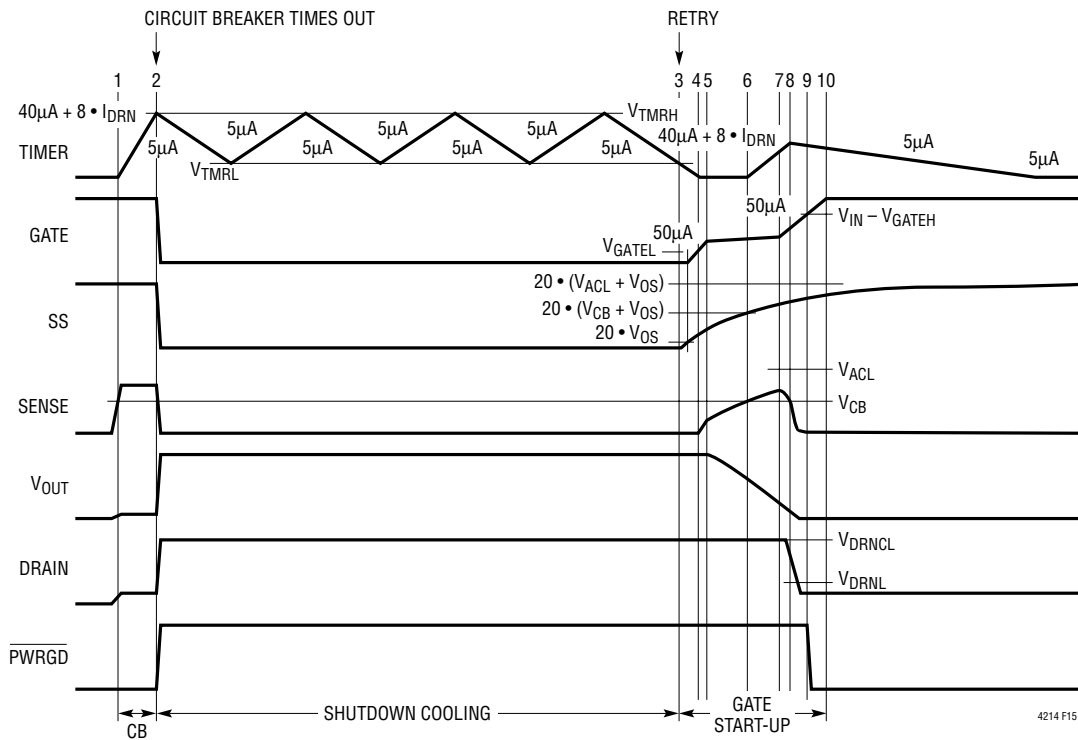 CIRCUIT BREAKER TIMES OUT
RETRY
1 2 3 4 5 6 7 8 9 10
40µA + 8 • I_DRN
5µA 5µA 5µA
V_TMRH
40µA + 8 • I_DRN
TIMER
5µA 5µA 5µA 5µA
5µA
5µA
V_TMRL
50µA
V_IN – V_GATEH
GATE
50µA
V_GATEL
20 • (V_ACL + V_OS)
20 • (V_CB + V_OS)
SS
20 • V_OS
V_ACL
V_CB
SENSE
V_OUT
V_DRNCL
DRAIN
V_DRNL
PWRGD
CB
SHUTDOWN COOLING
GATE
START-UP
4214 F15